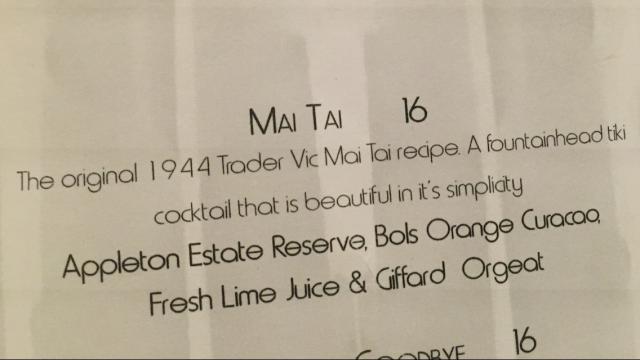 MAI TAI 16
The original 1944 Trader Vic Mai Tai recipe. A fountainhead tiki
cocktail that is beautiful in it's simplicity
Appleton Estate Reserve, Bols Orange Curacao,
Fresh Lime Juice & Giffard Orgeat
GOODBYE 16